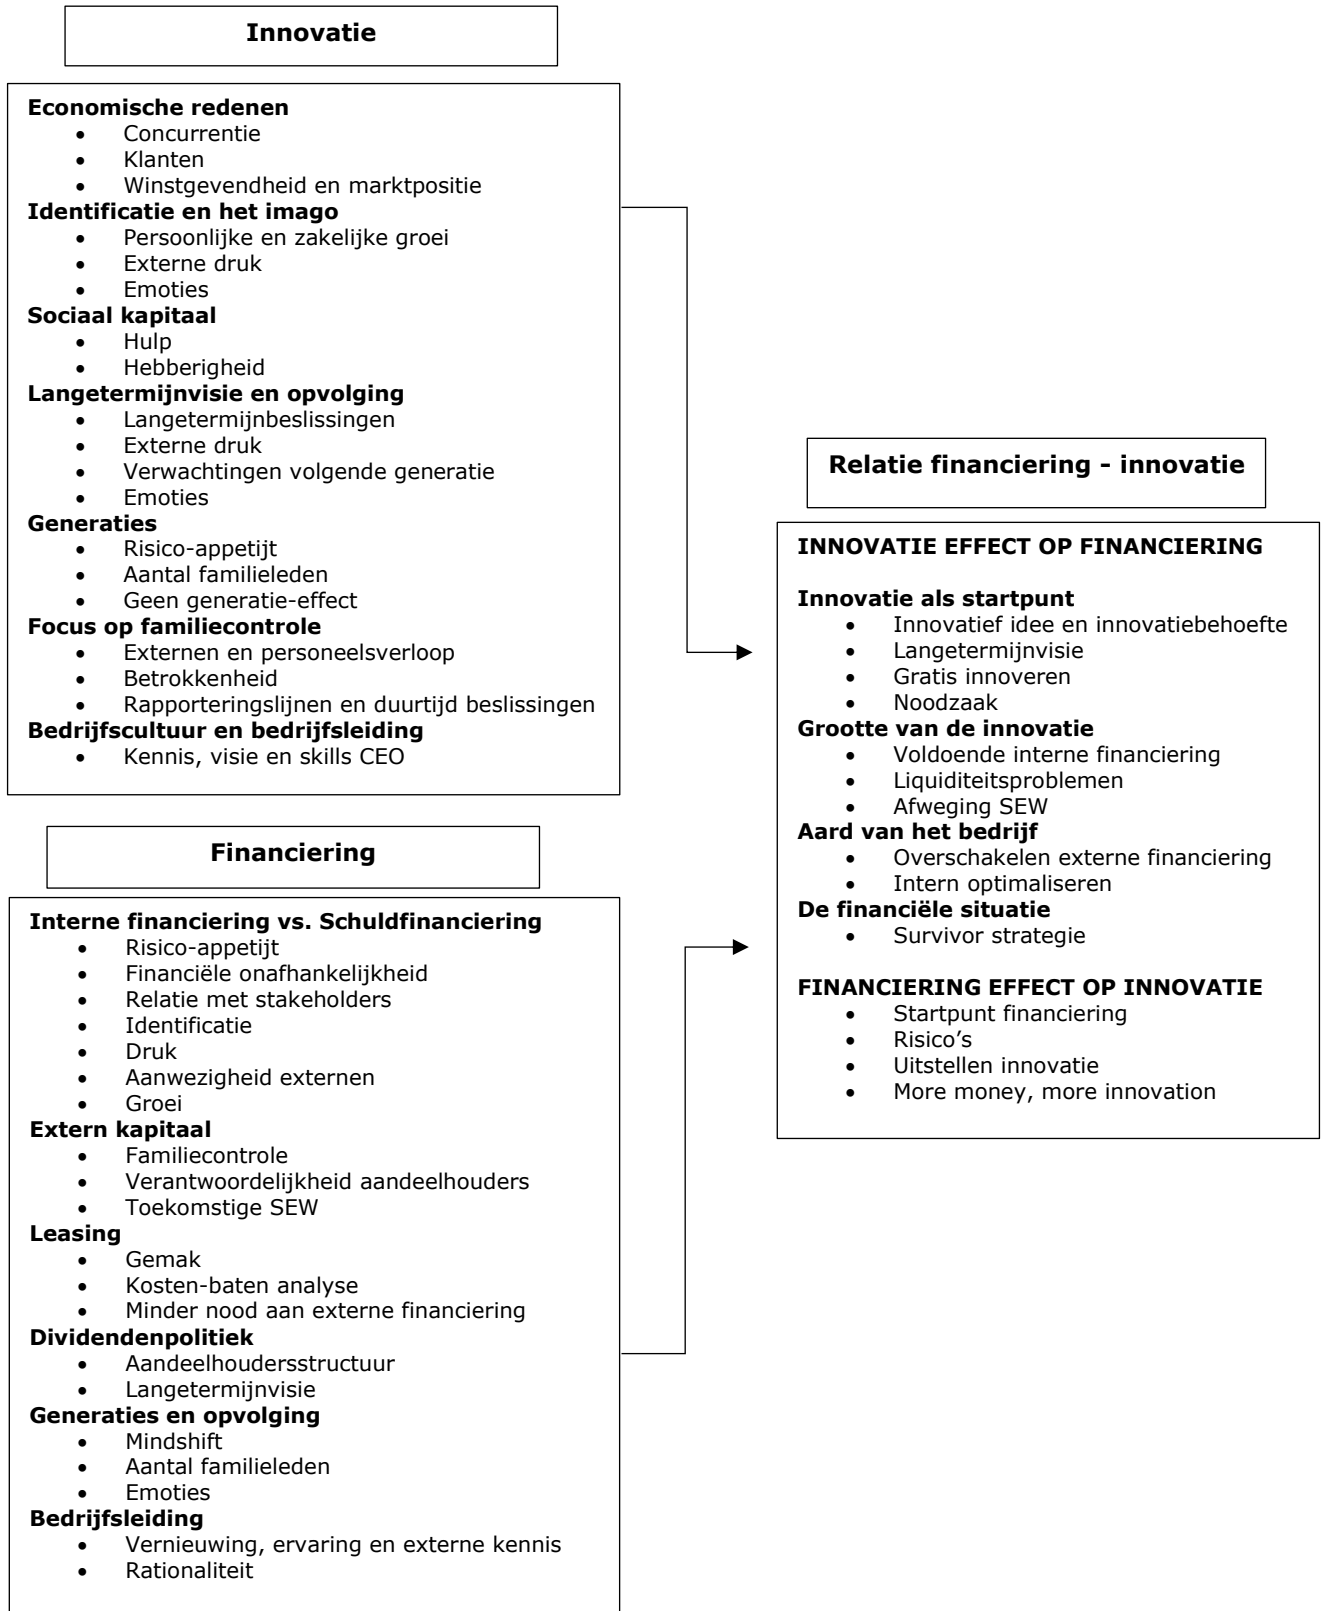 Innovatie
Economische redenen
• Concurrentie
• Klanten
• Winstgevendheid en marktpositie
Identificatie en het imago
• Persoonlijke en zakelijke groei
• Externe druk
• Emoties
Sociaal kapitaal
• Hulp
• Hebberigheid
Langetermijnvisie en opvolging
• Langetermijnbeslissingen
• Externe druk
• Verwachtingen volgende generatie
• Emoties
Generaties
• Risico-appetijt
• Aantal familieleden
• Geen generatie-effect
Focus op familiecontrole
• Externen en personeelsverloop
• Betrokkenheid
• Rapporteringslijnen en duurtijd beslissingen
Bedrijfscultuur en bedrijfsleiding
• Kennis, visie en skills CEO
Financiering
Interne financiering vs. Schuldfinanciering
• Risico-appetijt
• Financiële onafhankelijkheid
• Relatie met stakeholders
• Identificatie
• Druk
• Aanwezigheid externen
• Groei
Extern kapitaal
• Familiecontrole
• Verantwoordelijkheid aandeelhouders
• Toekomstige SEW
Leasing
• Gemak
• Kosten-baten analyse
• Minder nood aan externe financiering
Dividendenpolitiek
• Aandeelhoudersstructuur
• Langetermijnvisie
Generaties en opvolging
• Mindshift
• Aantal familieleden
• Emoties
Bedrijfsleiding
• Vernieuwing, ervaring en externe kennis
• Rationaliteit
Relatie financiering - innovatie
INNOVATIE EFFECT OP FINANCIERING
Innovatie als startpunt
• Innovatief idee en innovatiebehoefte
• Langetermijnvisie
• Gratis innoveren
• Noodzaak
Grootte van de innovatie
• Voldoende interne financiering
• Liquiditeitsproblemen
• Afweging SEW
Aard van het bedrijf
• Overschakelen externe financiering
• Intern optimaliseren
De financiële situatie
• Survivor strategie
FINANCIERING EFFECT OP INNOVATIE
• Startpunt financiering
• Risico's
• Uitstellen innovatie
• More money, more innovation